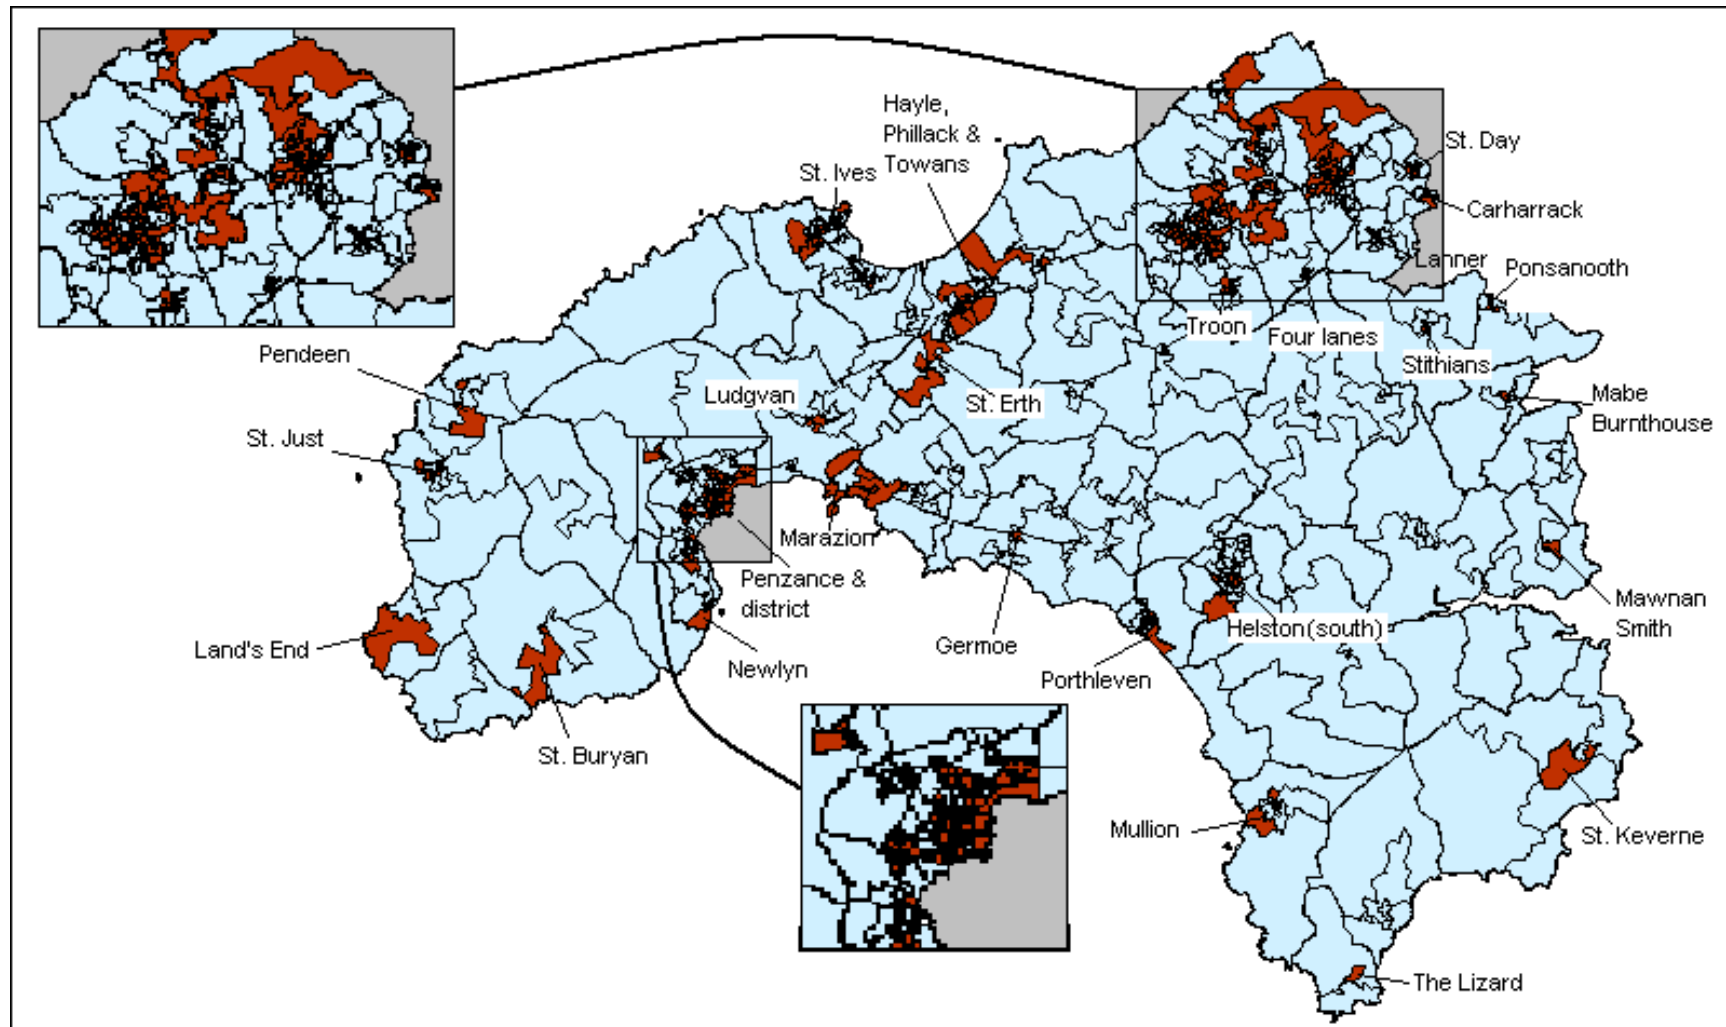 Hayle,
Phillack &
Towans
St. Ives
St. Day
Carharrack
Lanner
Ponsanooth
Troon
Four lanes
Stithians
Pendeen
Ludgvan
St. Erth
Mabe
Burnthouse
St. Just
Marazion
Penzance &
district
Mawnan
Smith
Land's End
Newlyn
Germoe
Helston(south)
Porthleven
St. Buryan
Mullion
St. Keverne
The Lizard